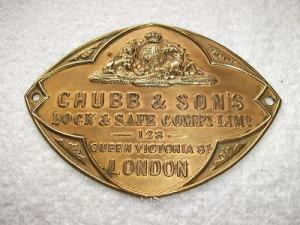 CHUBB & SON'S
LOCK & SAFE COMPY LIMD
128
QUEEN VICTORIA ST
LONDON